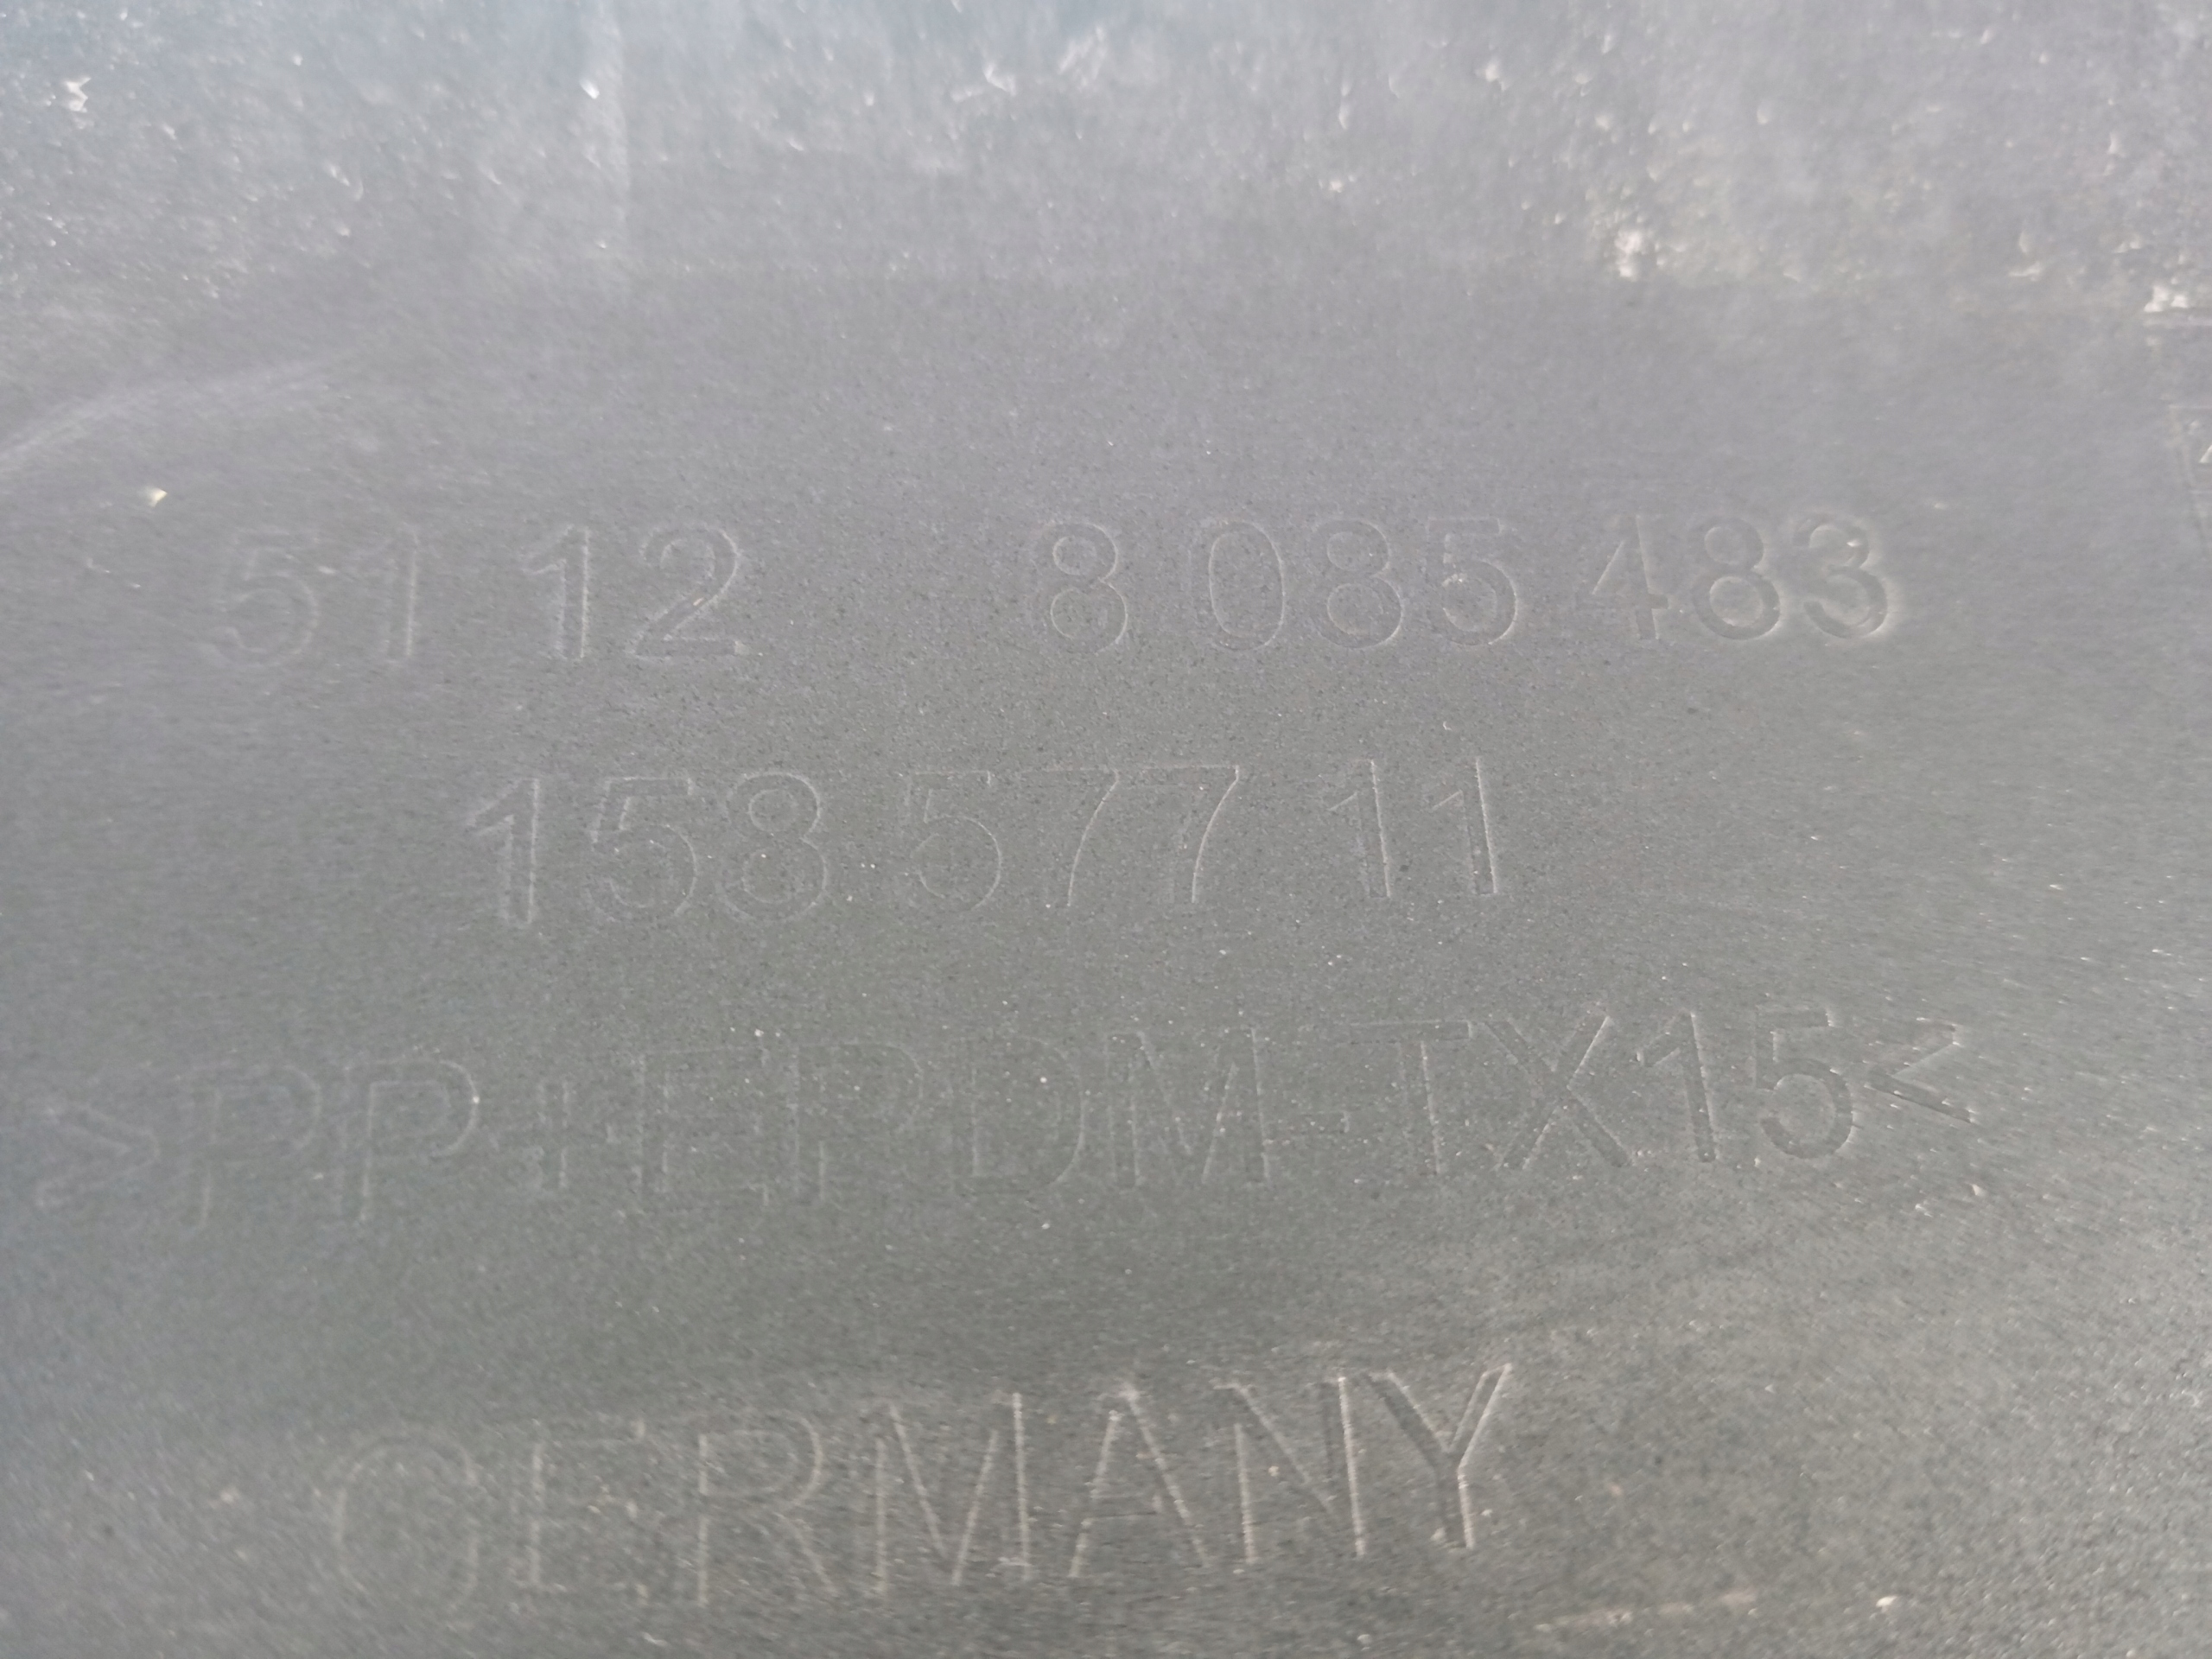 51 12 8 085 483
158 577 11
>PP+EPDM-TX15<
GERMANY